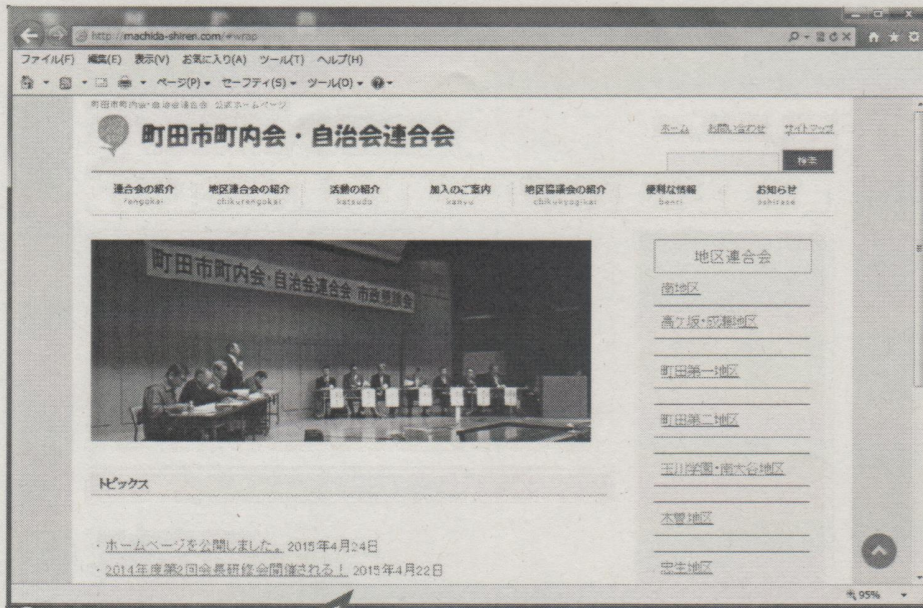 http://machida-shiren.com/#wrap
ファイル(F) 編集(E) 表示(V) お気に入り(A) ツール(T) ヘルプ(H)
ページ(P) セーフティ(S) ツール(O)
町田市町内会・自治会連合会 公式ホームページ
町田市町内会・自治会連合会
ホーム お問い合わせ サイトマップ
検索
連合会の紹介 地区連合会の紹介 活動の紹介 加入のご案内 地区協議会の紹介 便利な情報 お知らせ
rengokai chikurengokai katsudo kanyu chikukyogikai benri oshirase
町田市町内会・自治会連合会 市政懇談会
地区連合会
南地区
高ケ坂・成瀬地区
町田第一地区
町田第二地区
玉川学園・南大谷地区
木曽地区
忠生地区
トピックス
・ホームページを公開しました。 2015年4月24日
・2014年度第2回会長研修会開催される! 2015年4月22日
95%